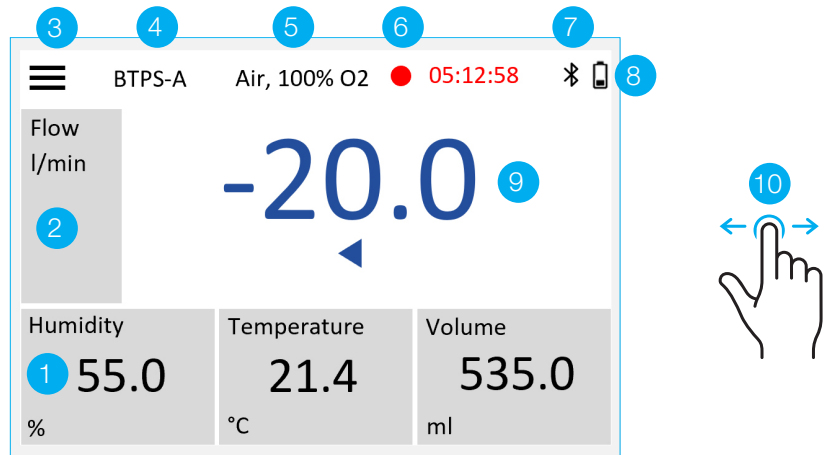 3 4 5 6 7
BTPS-A Air, 100% O2 05:12:58 8
Flow
l/min
2
-20.0 9
10
Humidity Temperature Volume
1 55.0 21.4 535.0
% °C ml